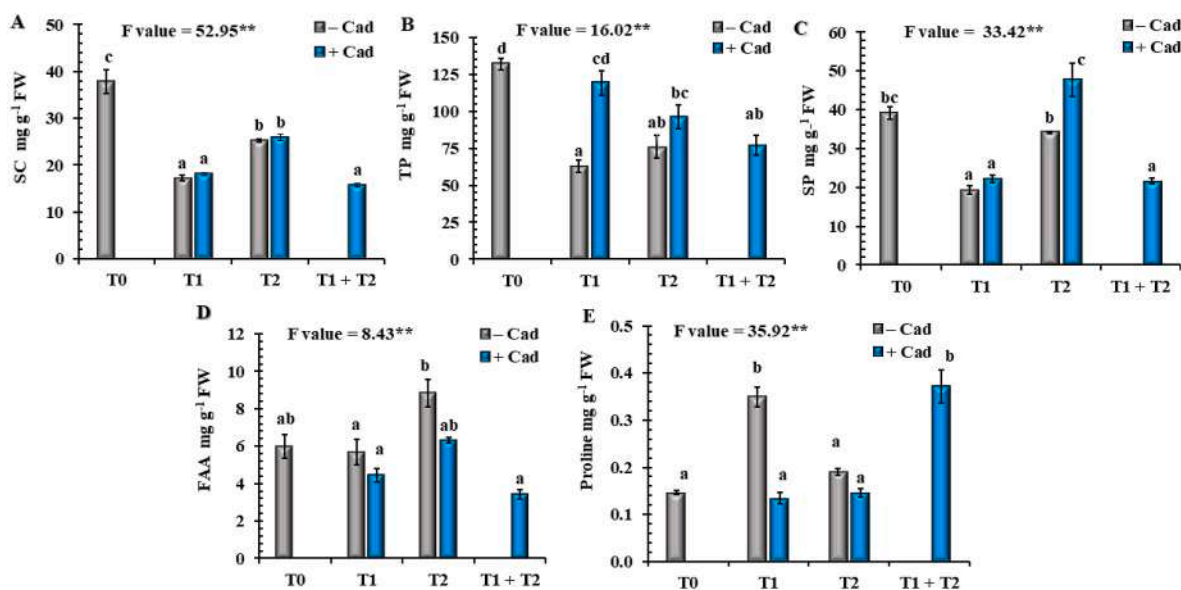 A
F value = 52.95**
– Cad
+ Cad
SC mg g-1 FW
50
40
30
20
10
0
c
a
a
b
b
a
T0
T1
T2
T1 + T2
B
F value = 16.02**
– Cad
+ Cad
TP mg g-1 FW
150
125
100
75
50
25
0
d
a
cd
ab
bc
ab
T0
T1
T2
T1 + T2
C
F value = 33.42**
– Cad
+ Cad
SP mg g-1 FW
60
50
40
30
20
10
0
bc
a
a
b
c
a
T0
T1
T2
T1 + T2
D
F value = 8.43**
– Cad
+ Cad
FAA mg g-1 FW
12
10
8
6
4
2
0
ab
a
a
b
ab
a
T0
T1
T2
T1 + T2
E
F value = 35.92**
– Cad
+ Cad
Proline mg g-1 FW
0.5
0.4
0.3
0.2
0.1
0.0
a
b
a
a
a
b
T0
T1
T2
T1 + T2